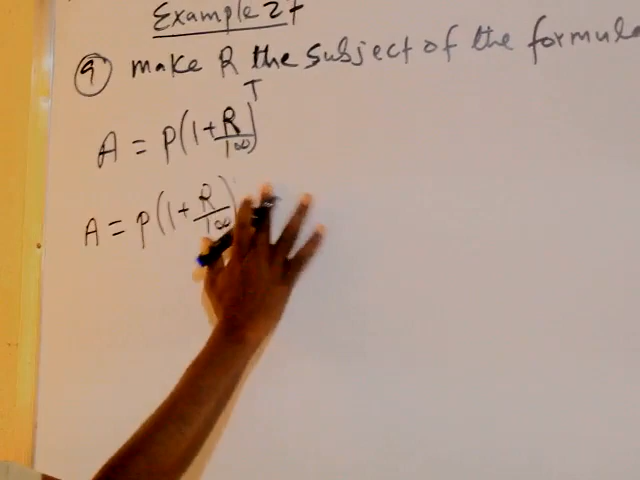 Example 27
9 make R the subject of the formula
A = P(1+R/100)^T
A = P(1+R/100)